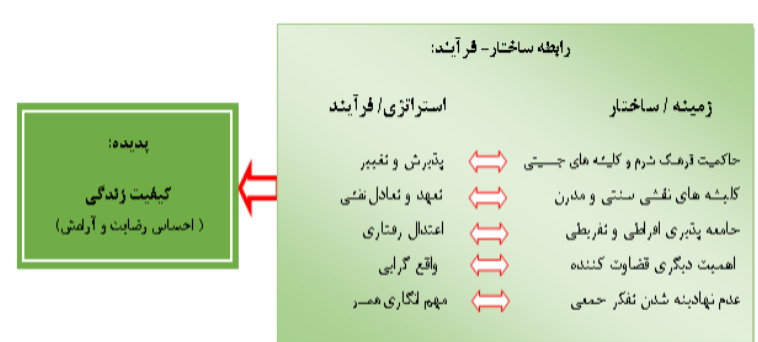 رابطه ساختار- فرآیند:
زمینه / ساختار
استراتژی/ فرآیند
حاکمیت فرهنگ شرم و کلیشه های جنسیتی
پذیرش و تغییر
کلیشه های نقشی سنتی و مدرن
تعهد و تعادل نقشی
جامعه پذیری افراطی و تفریطی
اعتدال رفتاری
اهمیت دیگری قضاوت کننده
واقع گرایی
عدم نهادینه شدن تفکر جمعی
مهم انگاری همسر
پدیده:
کیفیت زندگی
( احساس رضایت و آرامش)